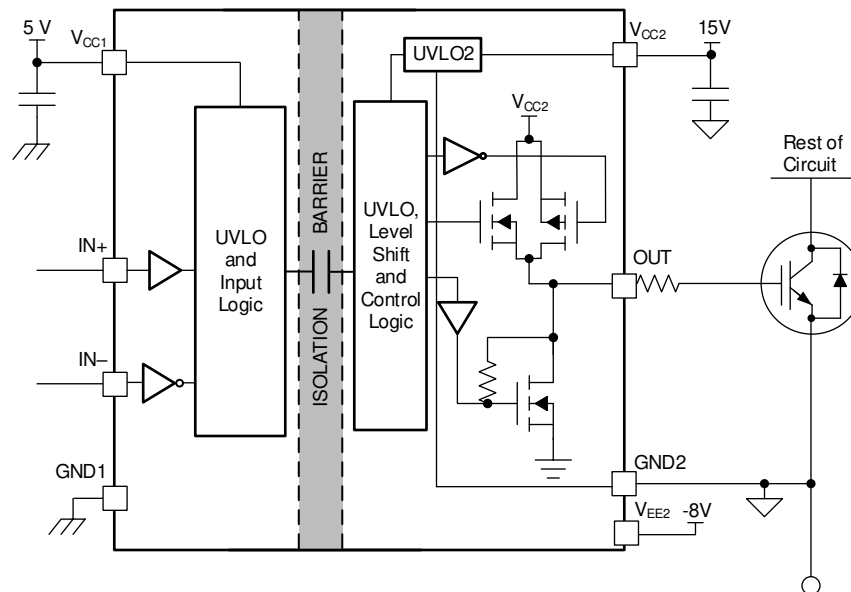 5 V
VCC1
UVLO2
VCC2
15V
VCC2
Rest of
Circuit
IN+
UVLO
and
Input
Logic
ISOLATION BARRIER
UVLO,
Level
Shift
and
Control
Logic
OUT
IN–
GND1
GND2
VEE2
-8V